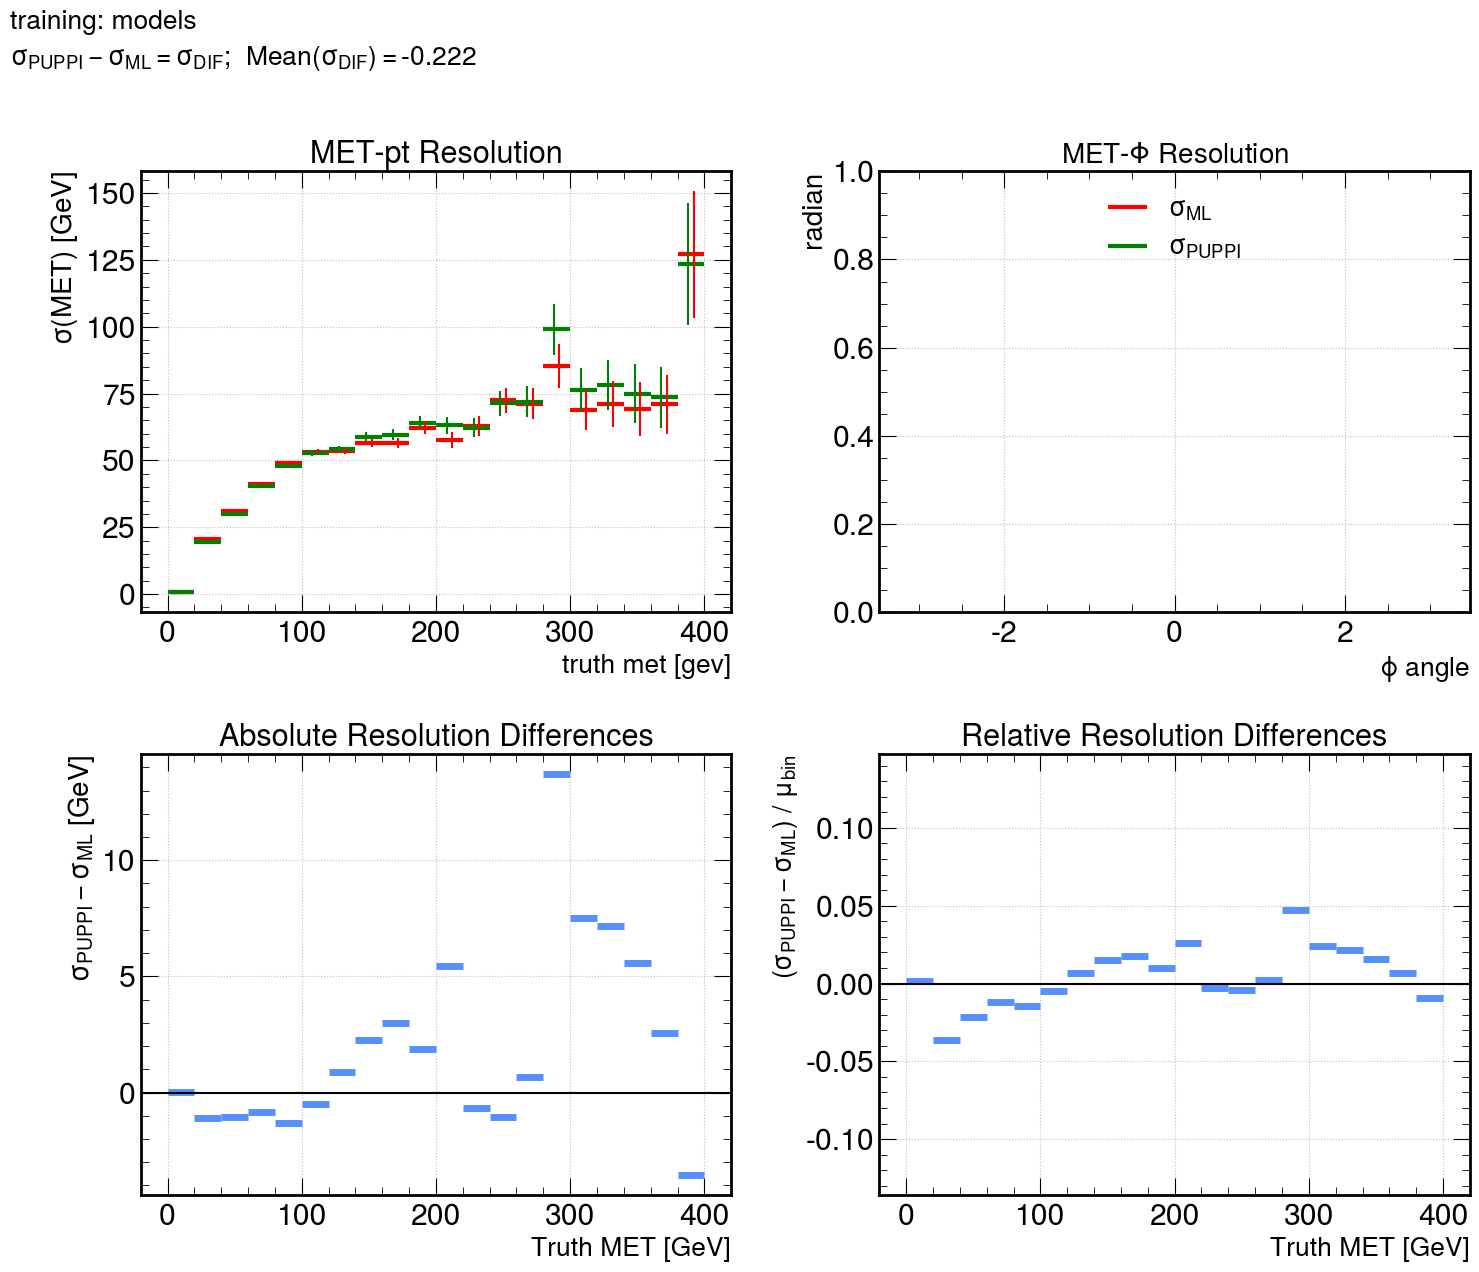 training: models
σPUPPI − σML = σDIF; Mean(σDIF) = -0.222
MET-pt Resolution
σ(MET) [GeV]
150
125
100
75
50
25
0
0 100 200 300 400
truth met [gev]
MET-Φ Resolution
radian
1.0
0.8
0.6
0.4
0.2
0.0
σML
σPUPPI
-2 0 2
ϕ angle
Absolute Resolution Differences
σPUPPI − σML [GeV]
10
5
0
0 100 200 300 400
Truth MET [GeV]
Relative Resolution Differences
(σPUPPI − σML) / μbin
0.10
0.05
0.00
-0.05
-0.10
0 100 200 300 400
Truth MET [GeV]